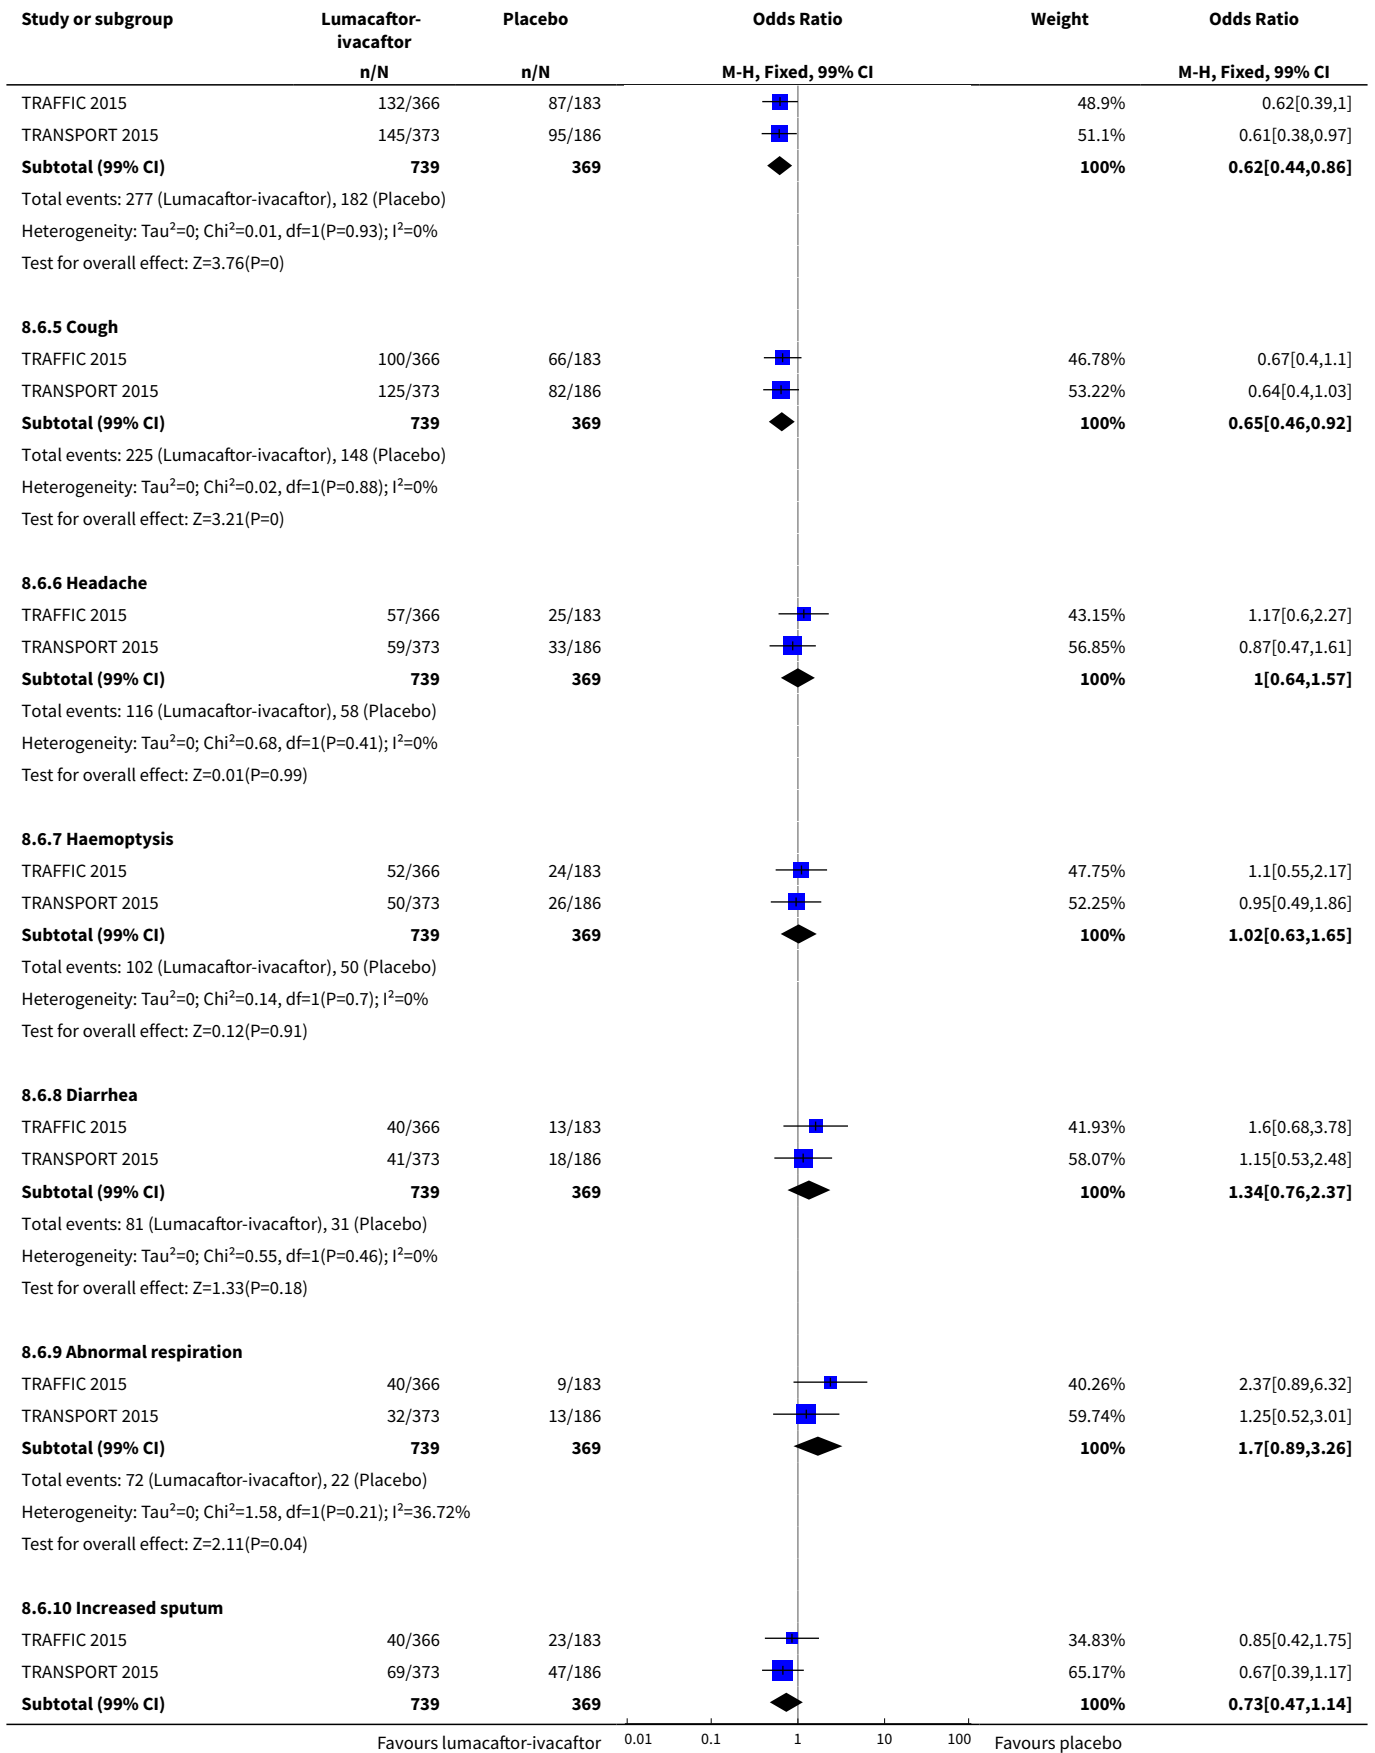 Study or subgroup Lumacaftor-ivacaftor Placebo Odds Ratio Weight Odds Ratio
n/N n/N M-H, Fixed, 99% CI M-H, Fixed, 99% CI
TRAFFIC 2015 132/366 87/183 48.9% 0.62[0.39,1]
TRANSPORT 2015 145/373 95/186 51.1% 0.61[0.38,0.97]
Subtotal (99% CI) 739 369 100% 0.62[0.44,0.86]
Total events: 277 (Lumacaftor-ivacaftor), 182 (Placebo)
Heterogeneity: Tau²=0; Chi²=0.01, df=1(P=0.93); I²=0%
Test for overall effect: Z=3.76(P=0)
8.6.5 Cough
TRAFFIC 2015 100/366 66/183 46.78% 0.67[0.4,1.1]
TRANSPORT 2015 125/373 82/186 53.22% 0.64[0.4,1.03]
Subtotal (99% CI) 739 369 100% 0.65[0.46,0.92]
Total events: 225 (Lumacaftor-ivacaftor), 148 (Placebo)
Heterogeneity: Tau²=0; Chi²=0.02, df=1(P=0.88); I²=0%
Test for overall effect: Z=3.21(P=0)
8.6.6 Headache
TRAFFIC 2015 57/366 25/183 43.15% 1.17[0.6,2.27]
TRANSPORT 2015 59/373 33/186 56.85% 0.87[0.47,1.61]
Subtotal (99% CI) 739 369 100% 1[0.64,1.57]
Total events: 116 (Lumacaftor-ivacaftor), 58 (Placebo)
Heterogeneity: Tau²=0; Chi²=0.68, df=1(P=0.41); I²=0%
Test for overall effect: Z=0.01(P=0.99)
8.6.7 Haemoptysis
TRAFFIC 2015 52/366 24/183 47.75% 1.1[0.55,2.17]
TRANSPORT 2015 50/373 26/186 52.25% 0.95[0.49,1.86]
Subtotal (99% CI) 739 369 100% 1.02[0.63,1.65]
Total events: 102 (Lumacaftor-ivacaftor), 50 (Placebo)
Heterogeneity: Tau²=0; Chi²=0.14, df=1(P=0.7); I²=0%
Test for overall effect: Z=0.12(P=0.91)
8.6.8 Diarrhea
TRAFFIC 2015 40/366 13/183 41.93% 1.6[0.68,3.78]
TRANSPORT 2015 41/373 18/186 58.07% 1.15[0.53,2.48]
Subtotal (99% CI) 739 369 100% 1.34[0.76,2.37]
Total events: 81 (Lumacaftor-ivacaftor), 31 (Placebo)
Heterogeneity: Tau²=0; Chi²=0.55, df=1(P=0.46); I²=0%
Test for overall effect: Z=1.33(P=0.18)
8.6.9 Abnormal respiration
TRAFFIC 2015 40/366 9/183 40.26% 2.37[0.89,6.32]
TRANSPORT 2015 32/373 13/186 59.74% 1.25[0.52,3.01]
Subtotal (99% CI) 739 369 100% 1.7[0.89,3.26]
Total events: 72 (Lumacaftor-ivacaftor), 22 (Placebo)
Heterogeneity: Tau²=0; Chi²=1.58, df=1(P=0.21); I²=36.72%
Test for overall effect: Z=2.11(P=0.04)
8.6.10 Increased sputum
TRAFFIC 2015 40/366 23/183 34.83% 0.85[0.42,1.75]
TRANSPORT 2015 69/373 47/186 65.17% 0.67[0.39,1.17]
Subtotal (99% CI) 739 369 100% 0.73[0.47,1.14]
Favours lumacaftor-ivacaftor 0.01 0.1 1 10 100 Favours placebo